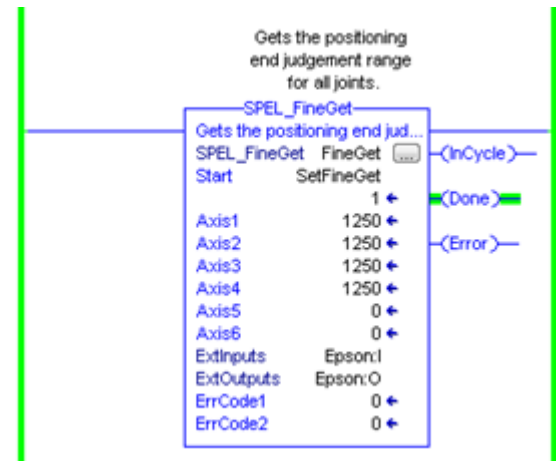 Gets the positioning
end judgement range
for all joints.
SPEL_FineGet
Gets the positioning end jud...
SPEL_FineGet FineGet ...
(InCycle)
Start SetFineGet
1
(Done)
Axis1 1250
Axis2 1250
(Error)
Axis3 1250
Axis4 1250
Axis5 0
Axis6 0
ExtInputs Epson:I
ExtOutputs Epson:O
ErrCode1 0
ErrCode2 0